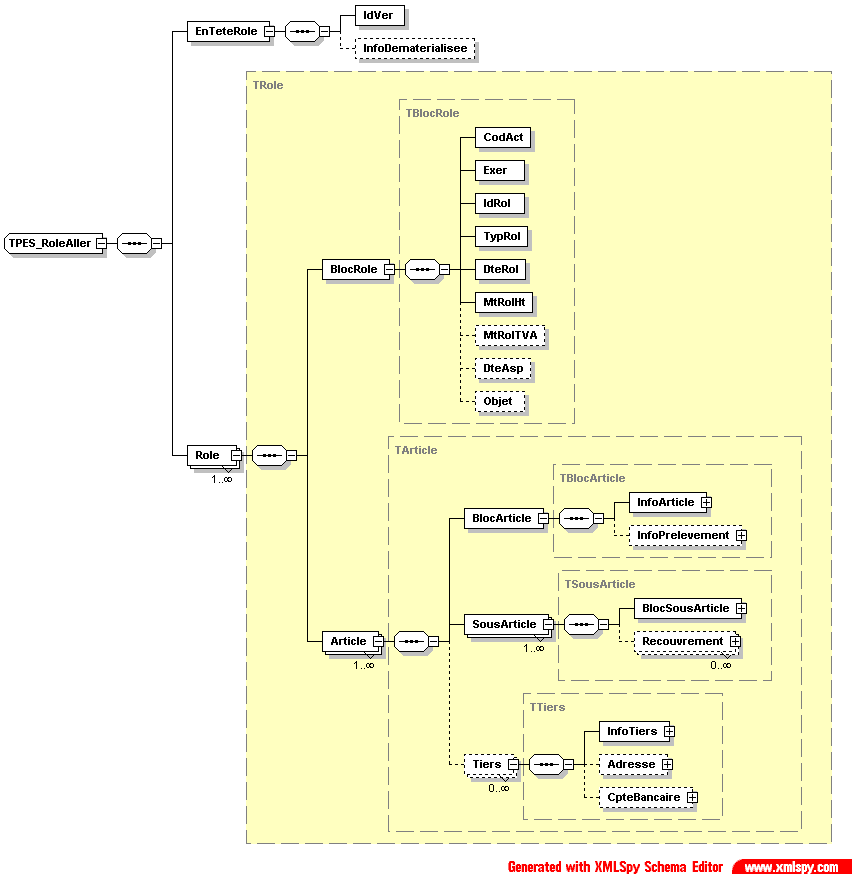 IdVer
EnTeteRole
InfoDematerialisee
TRole
TBlocRole
CodAct
Exer
IdRol
TypRol
TPES_RoleAller
BlocRole
DteRol
MtRolHt
MtRolTVA
DteAsp
Objet
Role
1..∞
TArticle
TBlocArticle
InfoArticle
BlocArticle
InfoPrelevement
TSousArticle
BlocSousArticle
SousArticle
1..∞
Article
1..∞
Recouvrement
0..∞
TTiers
InfoTiers
Tiers
0..∞
Adresse
CpteBancaire
Generated with XMLSpy Schema Editor www.xmlspy.com